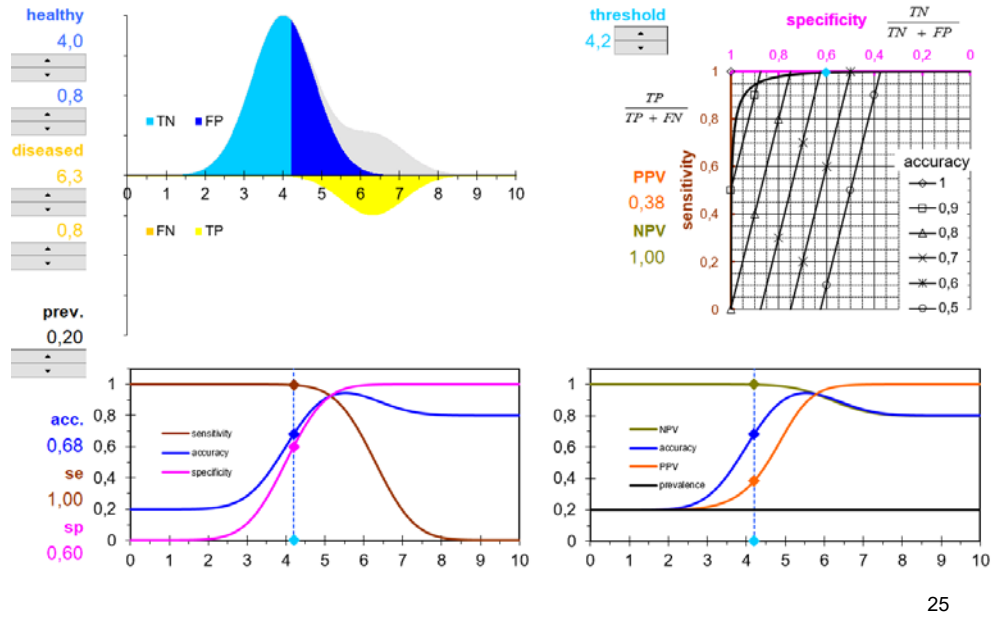 healthy
4,0
0,8
diseased
6,3
0,8
prev.
0,20
TN FP
0 1 2 3 4 5 6 7 8 9 10
FN TP
threshold
4,2
specificity TN / TN + FP
1 0,8 0,6 0,4 0,2 0
TP / TP + FN
PPV
0,38
NPV
1,00
sensitivity
1
0,8
0,6
0,4
0,2
0
accuracy
1
0,9
0,8
0,7
0,6
0,5
acc.
0,68
se
1,00
sp
0,60
1
0,8
0,6
0,4
0,2
0
sensitivity
accuracy
specificity
0 1 2 3 4 5 6 7 8 9 10
1
0,8
0,6
0,4
0,2
0
NPV
accuracy
PPV
prevalence
0 1 2 3 4 5 6 7 8 9 10
25